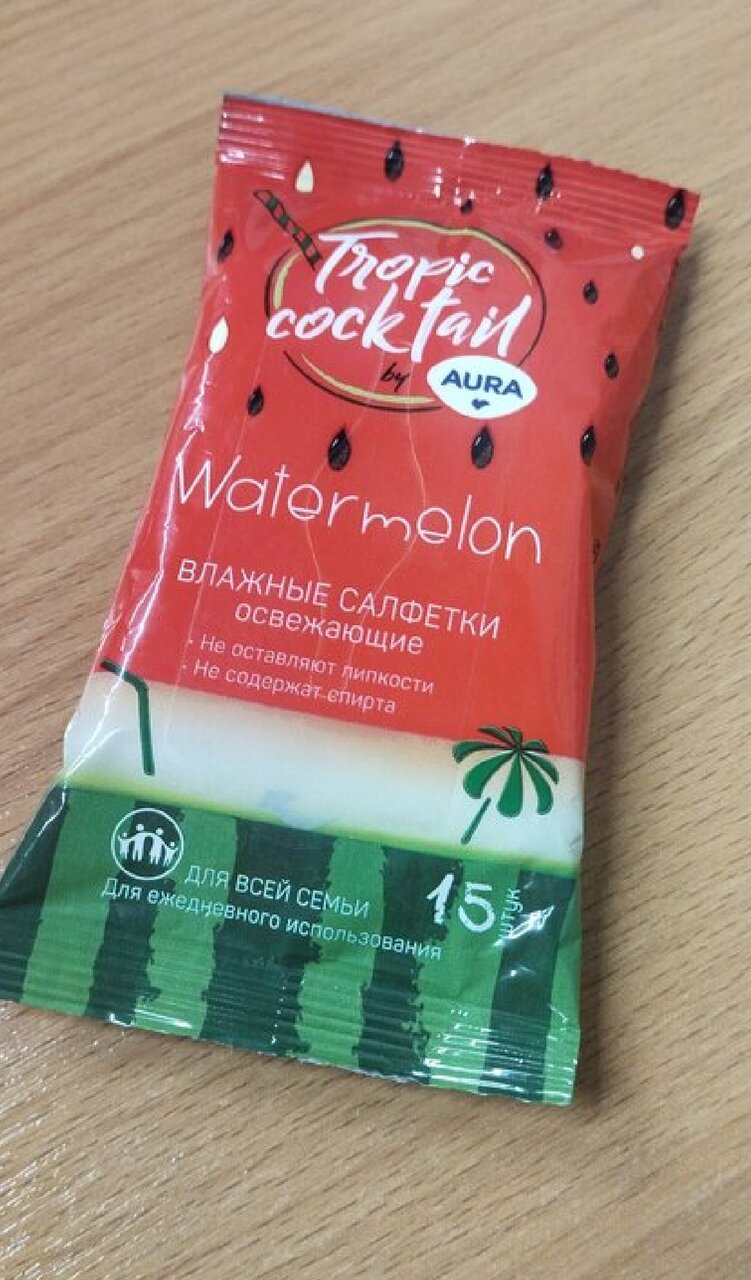 Tropic
cocktail
by AURA
Watermelon
ВЛАЖНЫЕ САЛФЕТКИ
освежающие
· Не оставляют липкости
· Не содержат спирта
ДЛЯ ВСЕЙ СЕМЬИ
Для ежедневного использования
15 штук